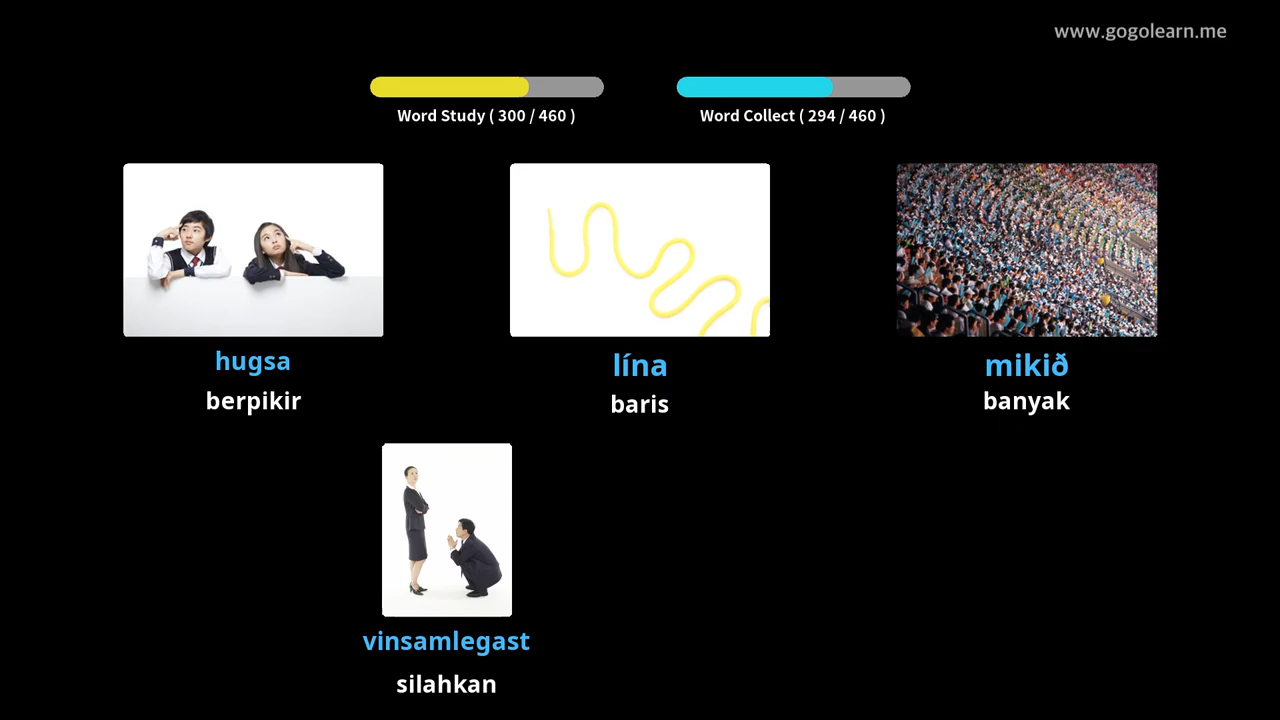 www.gogolearn.me
Word Study ( 300 / 460 )
Word Collect ( 294 / 460 )
hugsa
berpikir
lína
baris
mikið
banyak
vinsamlegast
silahkan